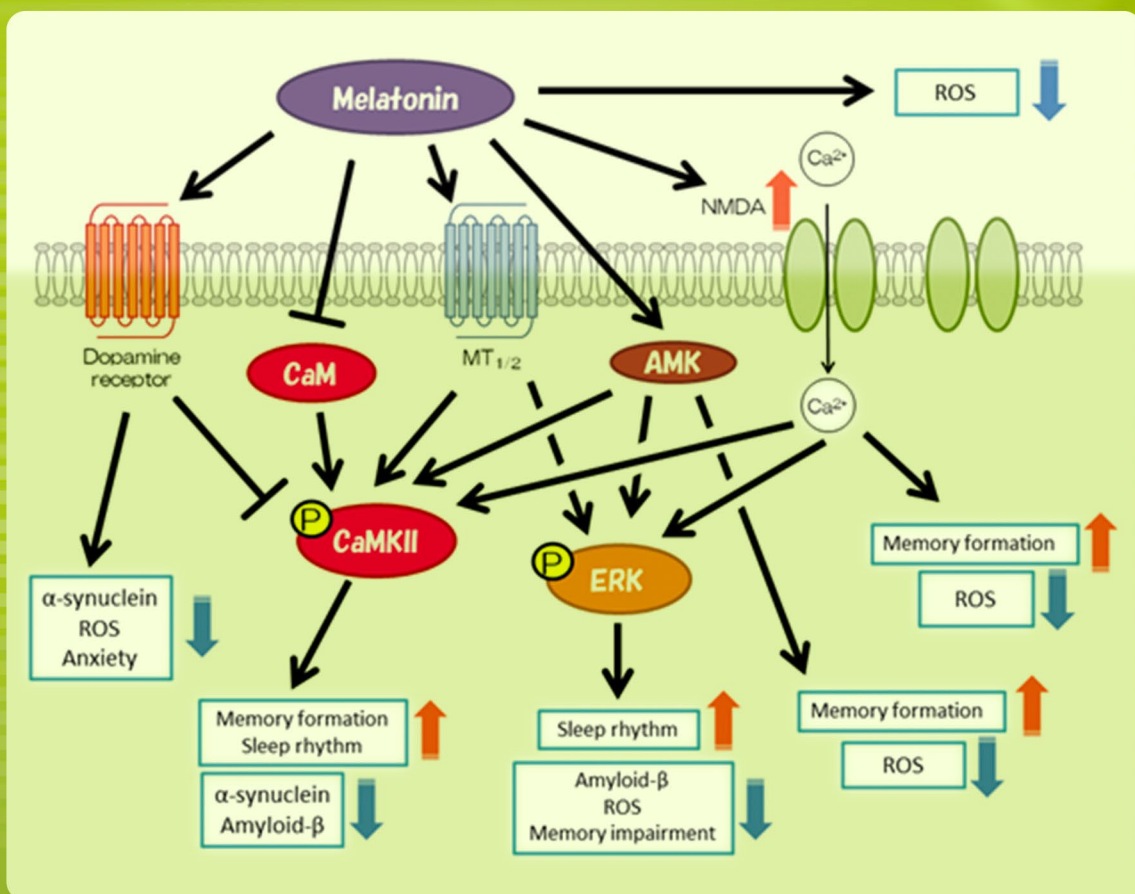 Melatonin
ROS
Ca²⁺
NMDA
Dopamine
receptor
CaM
MT1/2
AMK
Ca²⁺
P
CaMKII
P
ERK
Memory formation
ROS
α-synuclein
ROS
Anxiety
Memory formation
Sleep rhythm
α-synuclein
Amyloid-β
Sleep rhythm
Amyloid-β
ROS
Memory impairment
Memory formation
ROS